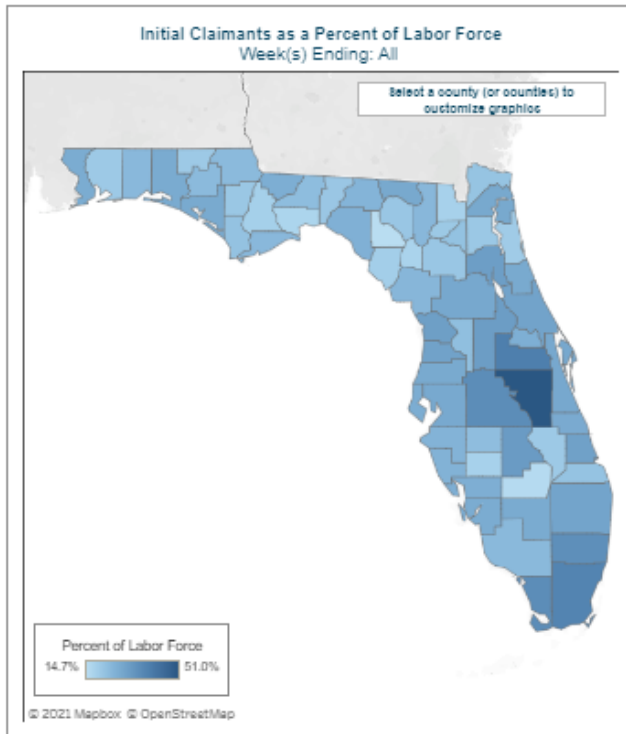 Initial Claimants as a Percent of Labor Force
Week(s) Ending: All
Select a county (or counties) to
customize graphics
Percent of Labor Force
14.7%
51.0%
© 2021 Mapbox © OpenStreetMap